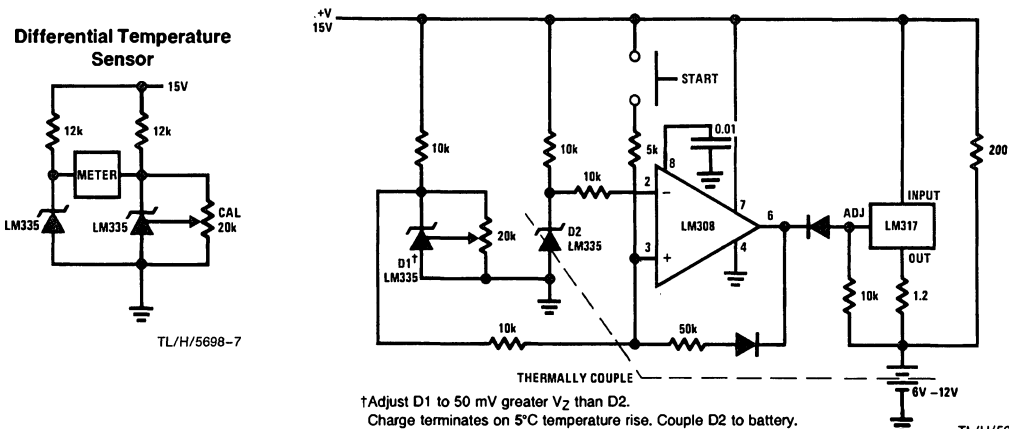 Differential Temperature
Sensor
15V
12k
12k
METER
LM335
LM335
CAL
20k
TL/H/5698–7
+V
15V
START
10k
10k
5k
0.01
8
200
10k
2
−
7
LM308
6
ADJ
INPUT
LM317
OUT
3
+
4
20k
D1†
LM335
D2
LM335
10k
1.2
10k
50k
THERMALLY COUPLE
6V –12V
†Adjust D1 to 50 mV greater VZ than D2.
Charge terminates on 5°C temperature rise. Couple D2 to battery.